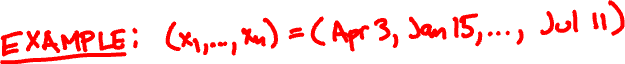 EXAMPLE: (x₁,...,xₙ) = (Apr 3, Jan 15,..., Jul 11)